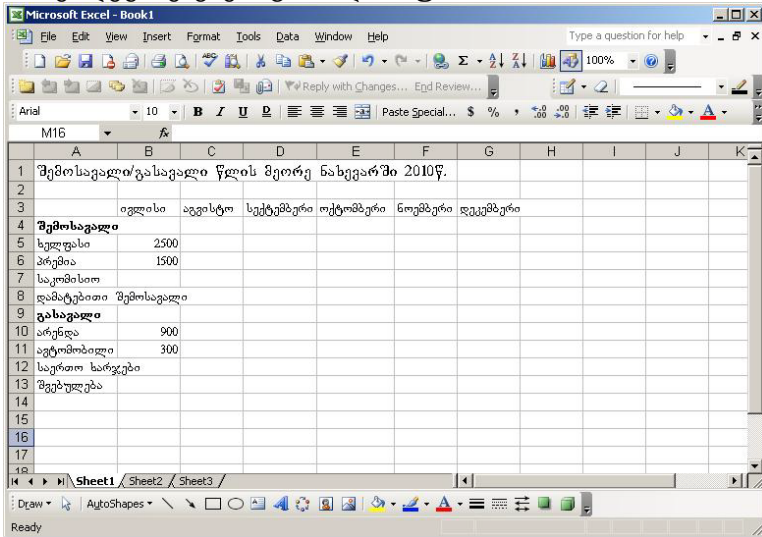 Microsoft Excel - Book1
File Edit View Insert Format Tools Data Window Help Type a question for help
100%
Reply with Changes... End Review...
Arial 10 B I U D Paste Special... $ % ,
M16 fx
A B C D E F G H I J K
1 შემოსავალი/გასავალი წლის მეორე ნახევარში 2010წ.
2
3 ივლისი აგვისტო სექტემბერი ოქტომბერი ნოემბერი დეკემბერი
4 შემოსავალი
5 ხელფასი 2500
6 პრემია 1500
7 საკომისიო
8 დამატებითი შემოსავალი
9 გასავალი
10 არენდა 900
11 ავტომობილი 300
12 საერთო ხარჯები
13 შვებულება
14
15
16
17
18
Sheet1 Sheet2 Sheet3
Draw AutoShapes
Ready